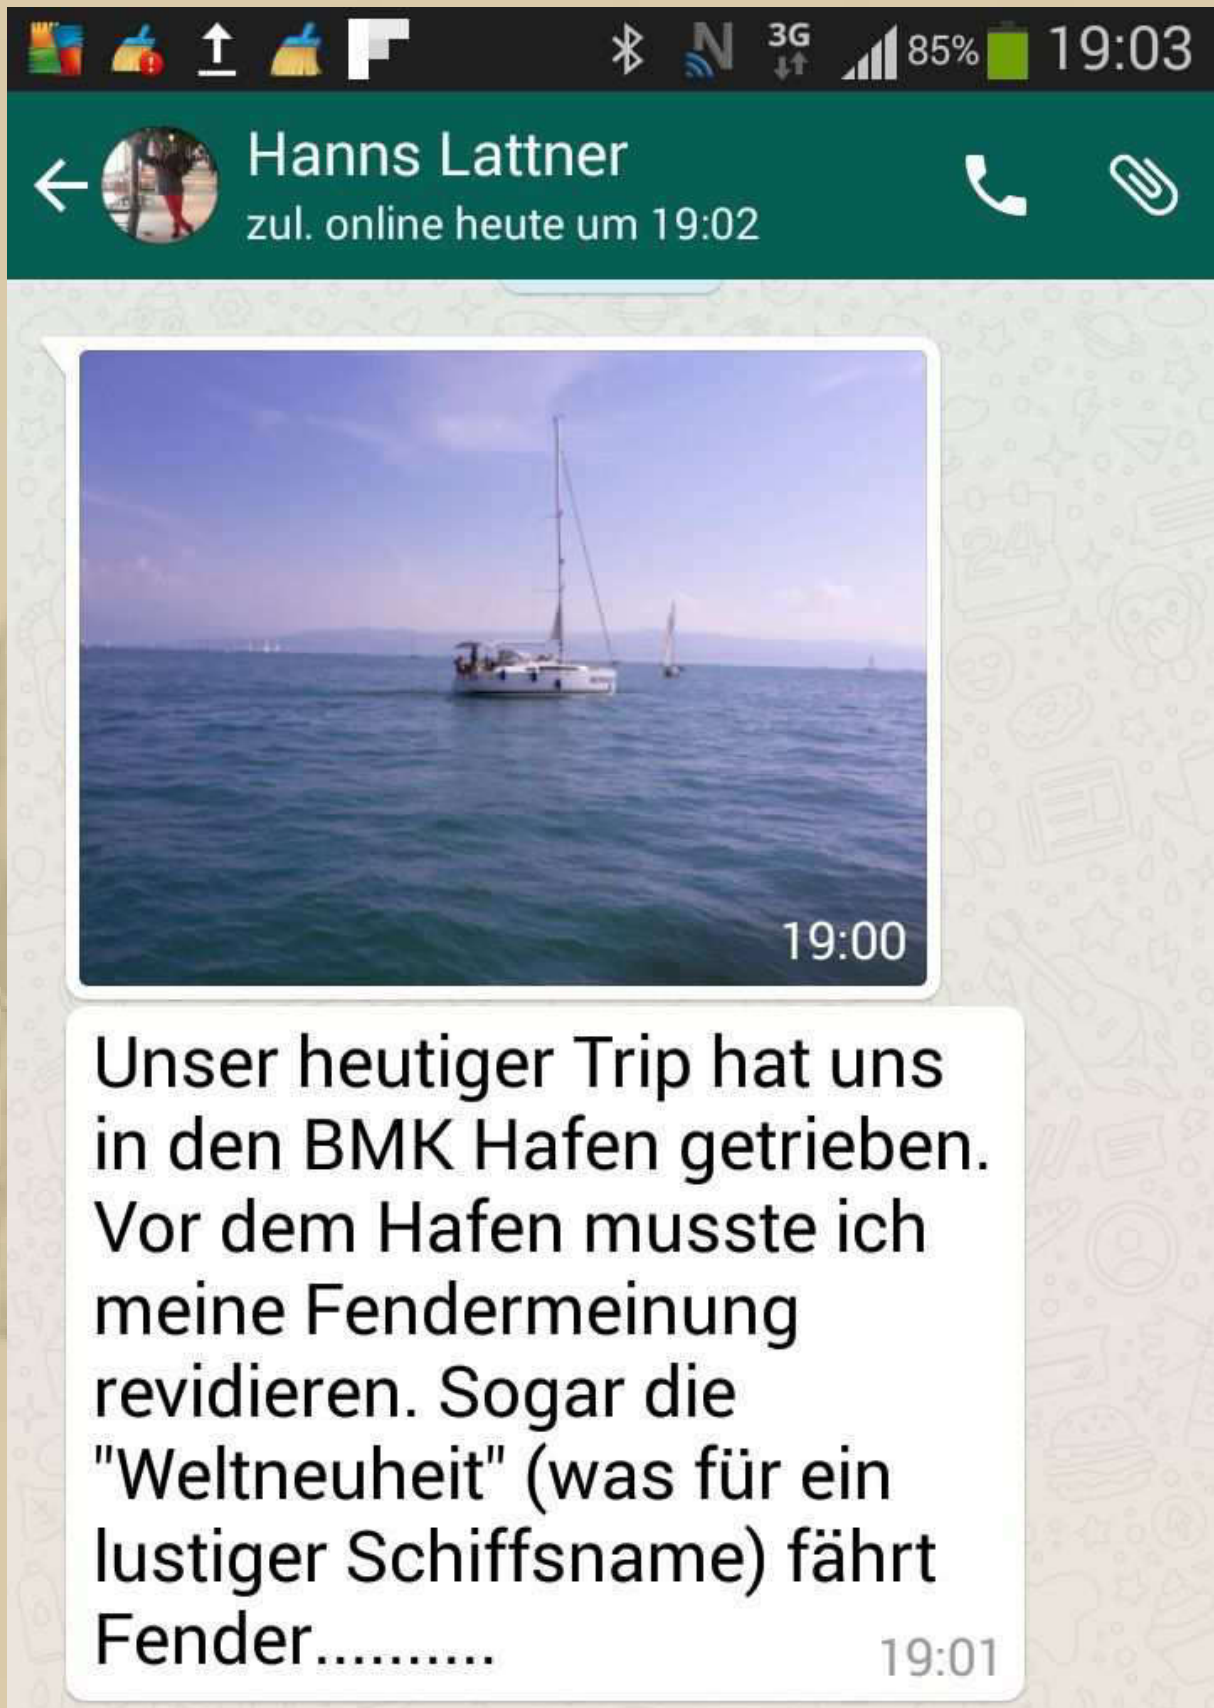 3G 85% 19:03
Hanns Lattner
zul. online heute um 19:02
19:00
Unser heutiger Trip hat uns
in den BMK Hafen getrieben.
Vor dem Hafen musste ich
meine Fendermeinung
revidieren. Sogar die
"Weltneuheit" (was für ein
lustiger Schiffsname) fährt
Fender..........
19:01